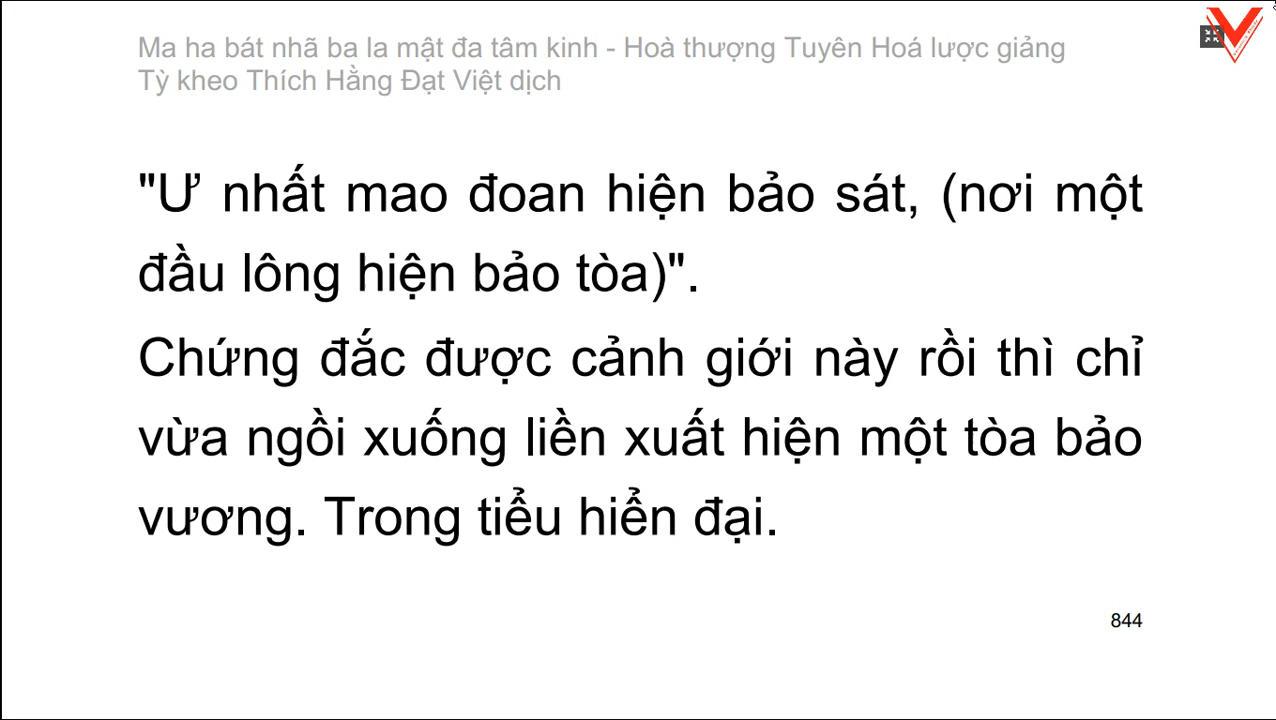 Ma ha bát nhã ba la mật đa tâm kinh - Hoà thượng Tuyên Hoá lược giảng
Tỳ kheo Thích Hằng Đạt Việt dịch
"Ư nhất mao đoan hiện bảo sát, (nơi một
đầu lông hiện bảo tòa)".
Chứng đắc được cảnh giới này rồi thì chỉ
vừa ngồi xuống liền xuất hiện một tòa bảo
vương. Trong tiểu hiển đại.
844